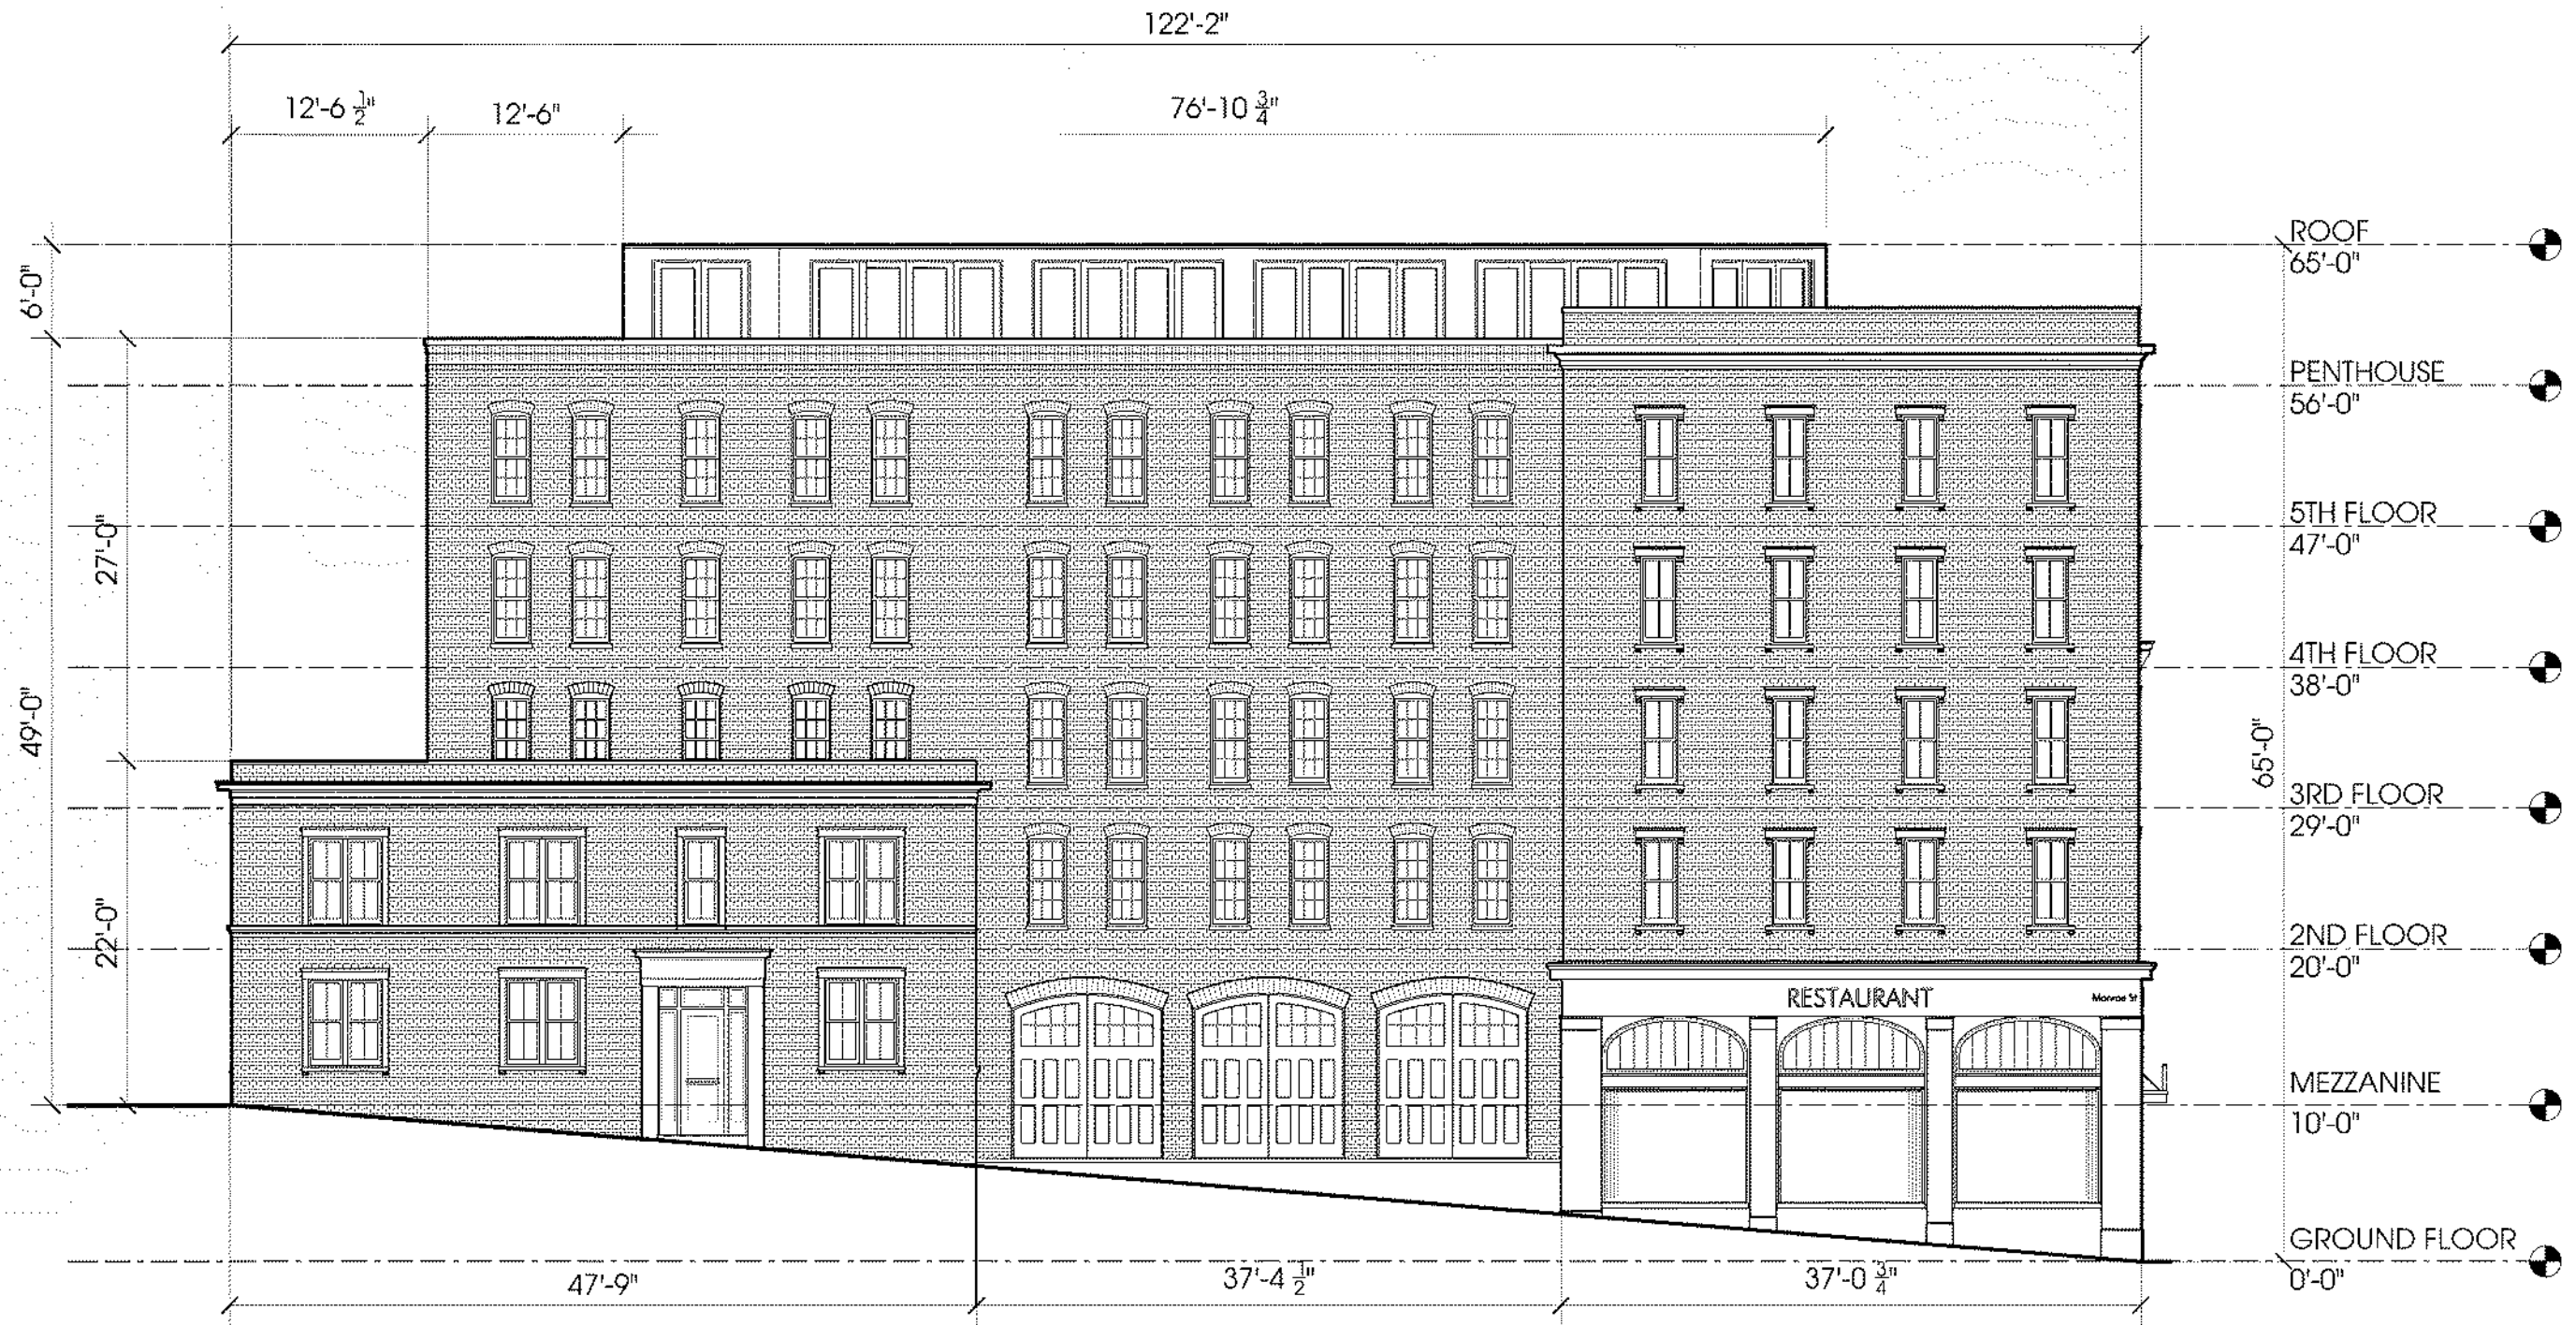 122'-2"
12'-6 1/2"
12'-6"
76'-10 3/4"
ROOF
65'-0"
6'-0"
PENTHOUSE
56'-0"
5TH FLOOR
47'-0"
27'-0"
4TH FLOOR
38'-0"
49'-0"
65'-0"
3RD FLOOR
29'-0"
22'-0"
2ND FLOOR
20'-0"
RESTAURANT
Monroe St
MEZZANINE
10'-0"
GROUND FLOOR
0'-0"
47'-9"
37'-4 1/2"
37'-0 3/4"